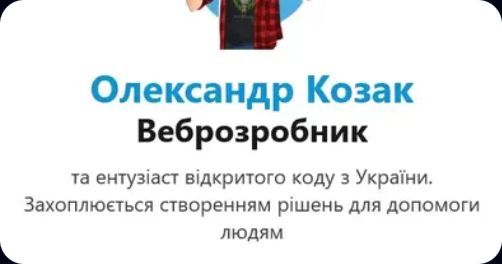 Олександр Козак
Веброзробник
та ентузіаст відкритого коду з України.
Захоплюється створенням рішень для допомоги
людям